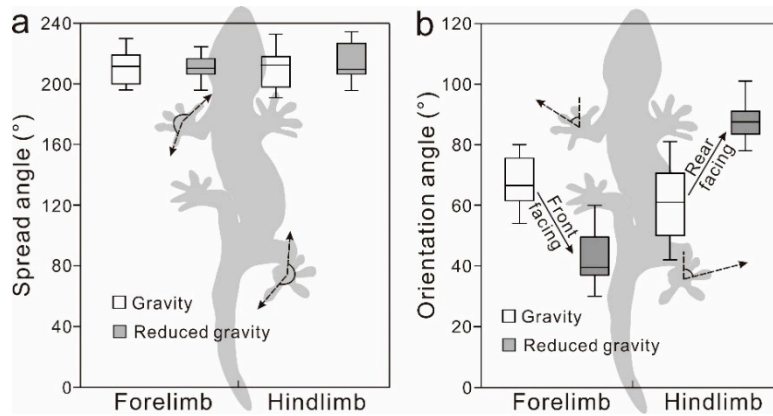 a
Spread angle (°)
240
200
160
120
80
40
0
Gravity
Reduced gravity
Forelimb
Hindlimb
b
Orientation angle (°)
120
100
80
60
40
20
0
Front
facing
Rear
facing
Gravity
Reduced gravity
Forelimb
Hindlimb